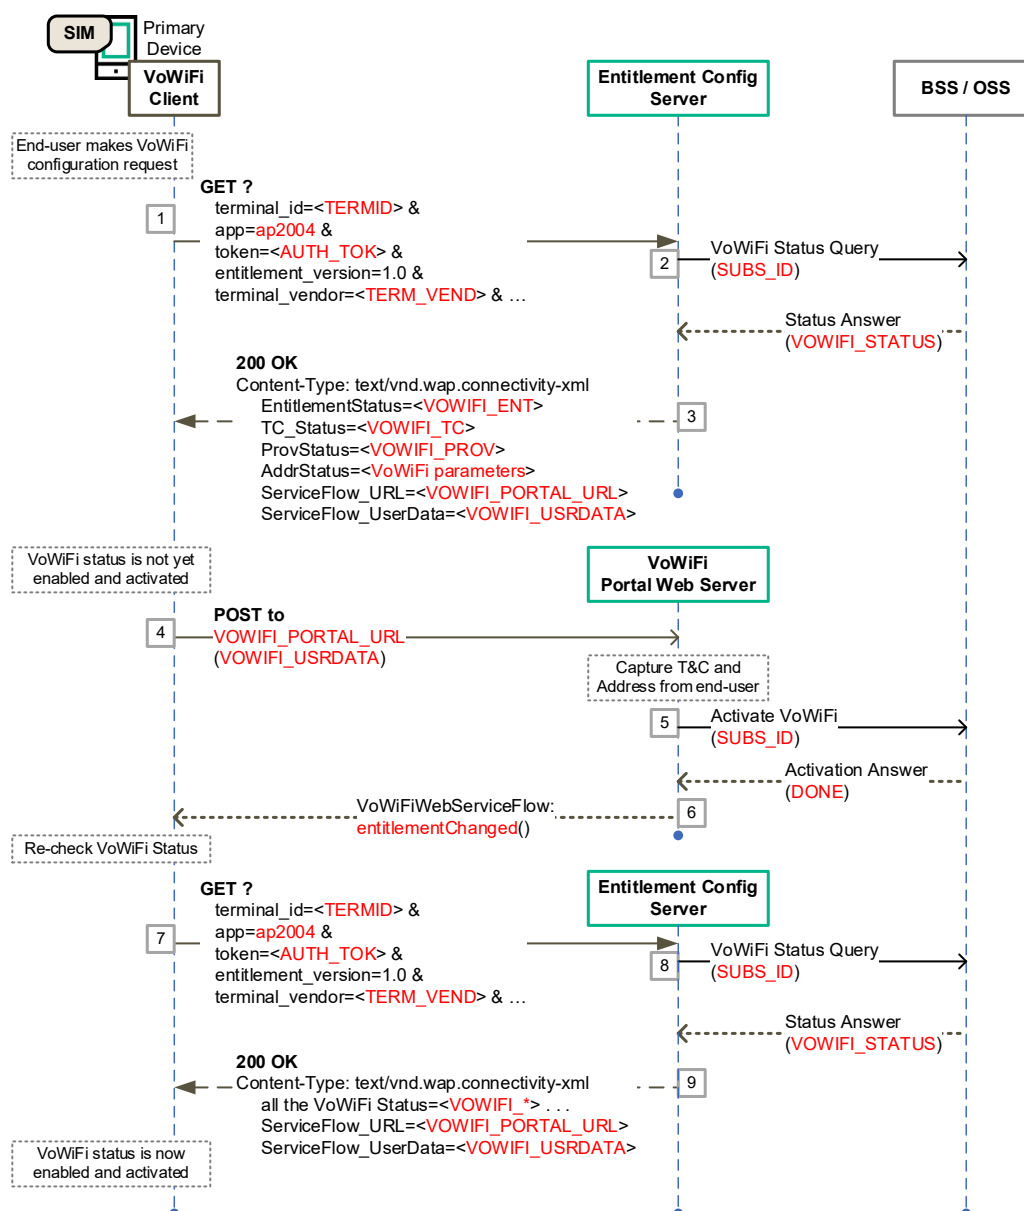 SIM
Primary
Device
VoWiFi
Client
Entitlement Config
Server
BSS / OSS
End-user makes VoWiFi
configuration request
1
GET ?
terminal_id=<TERMID> &
app=ap2004 &
token=<AUTH_TOK> &
entitlement_version=1.0 &
terminal_vendor=<TERM_VEND> & …
2
VoWiFi Status Query
(SUBS_ID)
Status Answer
(VOWIFI_STATUS)
200 OK
Content-Type: text/vnd.wap.connectivity-xml
EntitlementStatus=<VOWIFI_ENT>
TC_Status=<VOWIFI_TC>
ProvStatus=<VOWIFI_PROV>
AddrStatus=<VoWiFi parameters>
ServiceFlow_URL=<VOWIFI_PORTAL_URL>
ServiceFlow_UserData=<VOWIFI_USRDATA>
3
VoWiFi status is not yet
enabled and activated
VoWiFi
Portal Web Server
4
POST to
VOWIFI_PORTAL_URL
(VOWIFI_USRDATA)
Capture T&C and
Address from end-user
5
Activate VoWiFi
(SUBS_ID)
Activation Answer
(DONE)
6
VoWiFiWebServiceFlow:
entitlementChanged()
Re-check VoWiFi Status
Entitlement Config
Server
7
GET ?
terminal_id=<TERMID> &
app=ap2004 &
token=<AUTH_TOK> &
entitlement_version=1.0 &
terminal_vendor=<TERM_VEND> & …
8
VoWiFi Status Query
(SUBS_ID)
Status Answer
(VOWIFI_STATUS)
200 OK
Content-Type: text/vnd.wap.connectivity-xml
all the VoWiFi Status=<VOWIFI_*> . . .
ServiceFlow_URL=<VOWIFI_PORTAL_URL>
ServiceFlow_UserData=<VOWIFI_USRDATA>
9
VoWiFi status is now
enabled and activated